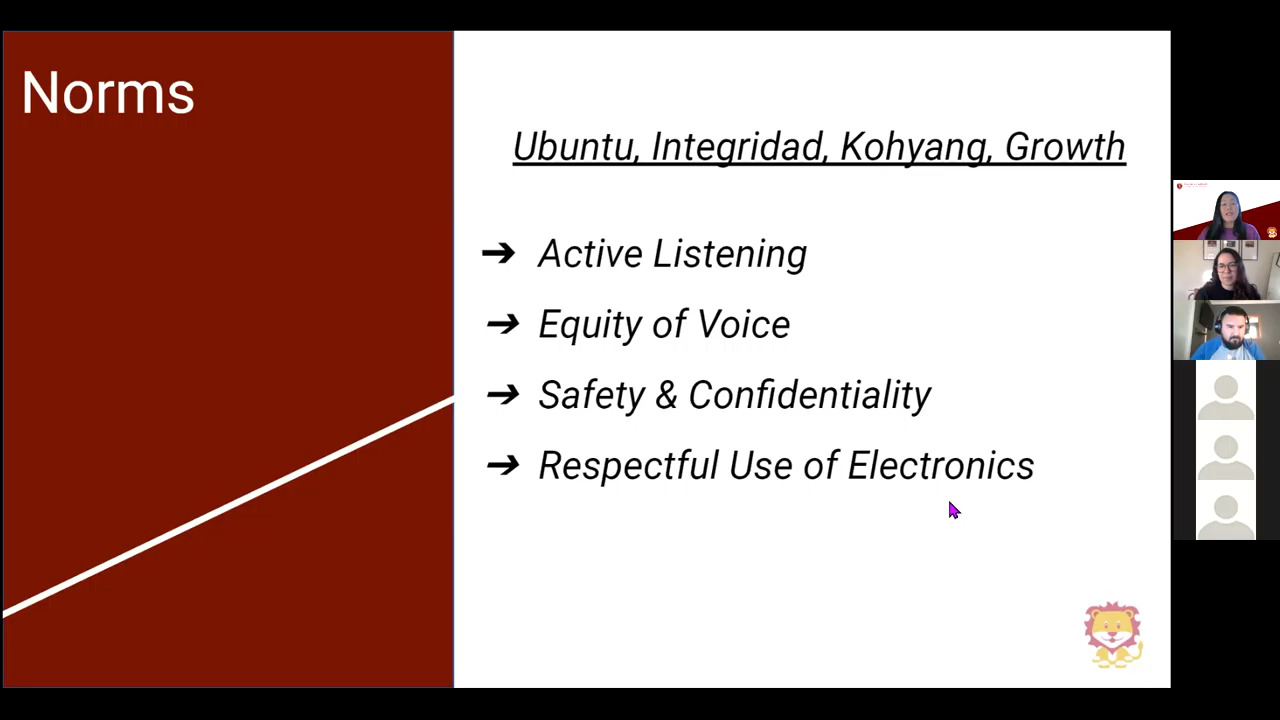 Norms
Ubuntu, Integridad, Kohyang, Growth
➔ Active Listening
➔ Equity of Voice
➔ Safety & Confidentiality
➔ Respectful Use of Electronics